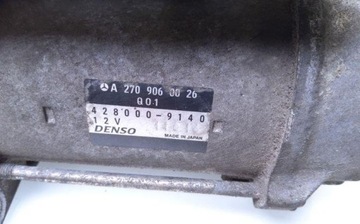 A 270 906 00 26
Q01
428000-9140
12V
DENSO MADE IN JAPAN